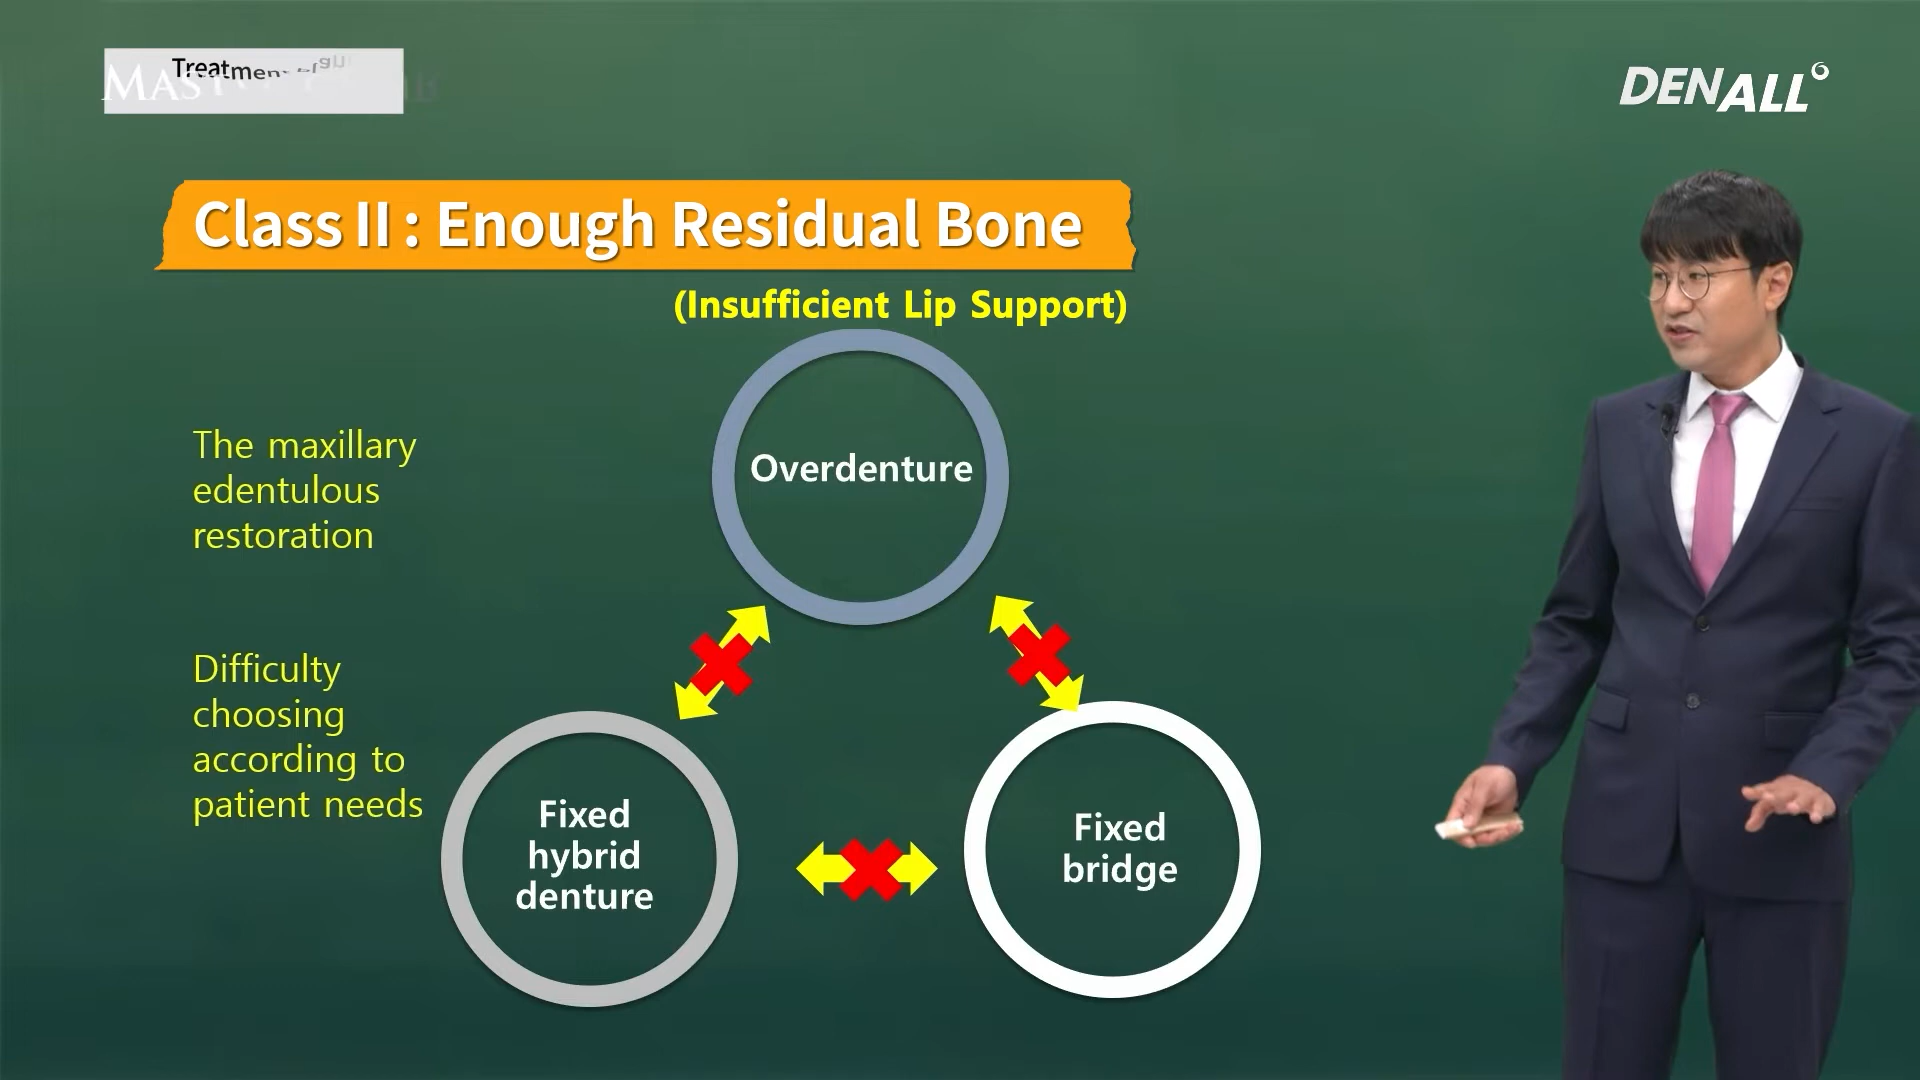 Treatment
DENALL
Class II : Enough Residual Bone
(Insufficient Lip Support)
The maxillary
edentulous
restoration
Overdenture
Difficulty
choosing
according to
patient needs
Fixed
hybrid
denture
Fixed
bridge